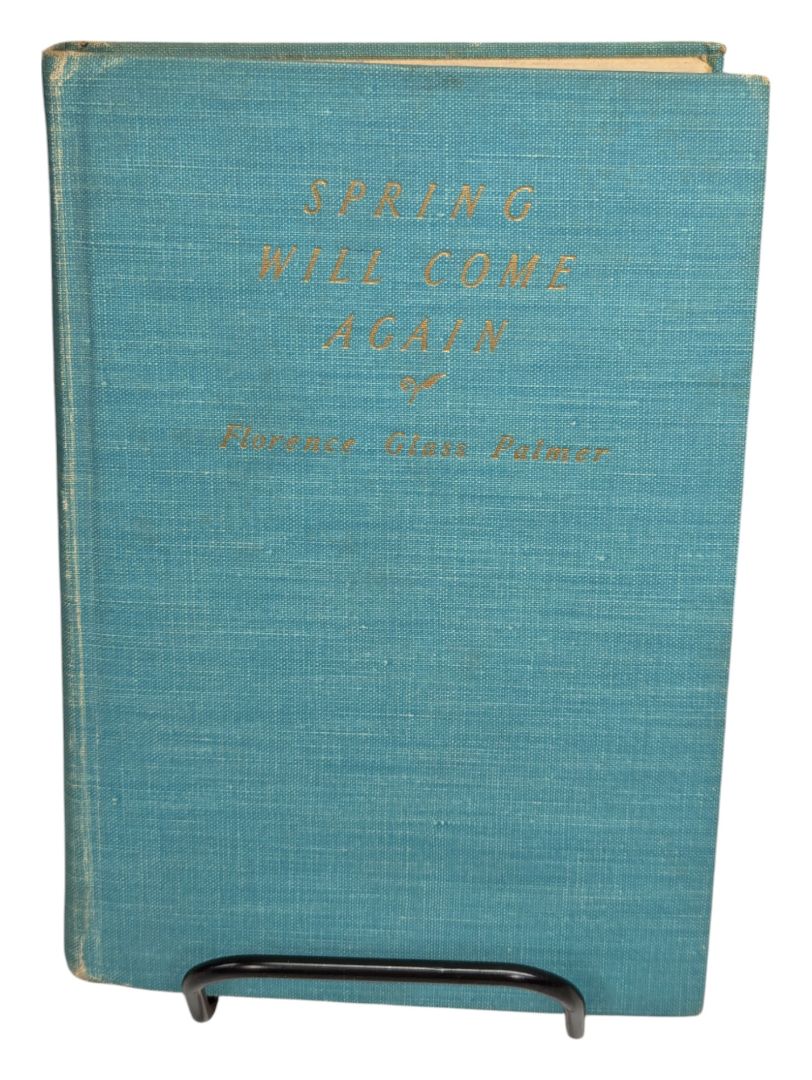 SPRING
WILL COME
AGAIN
Florence Glass Palmer